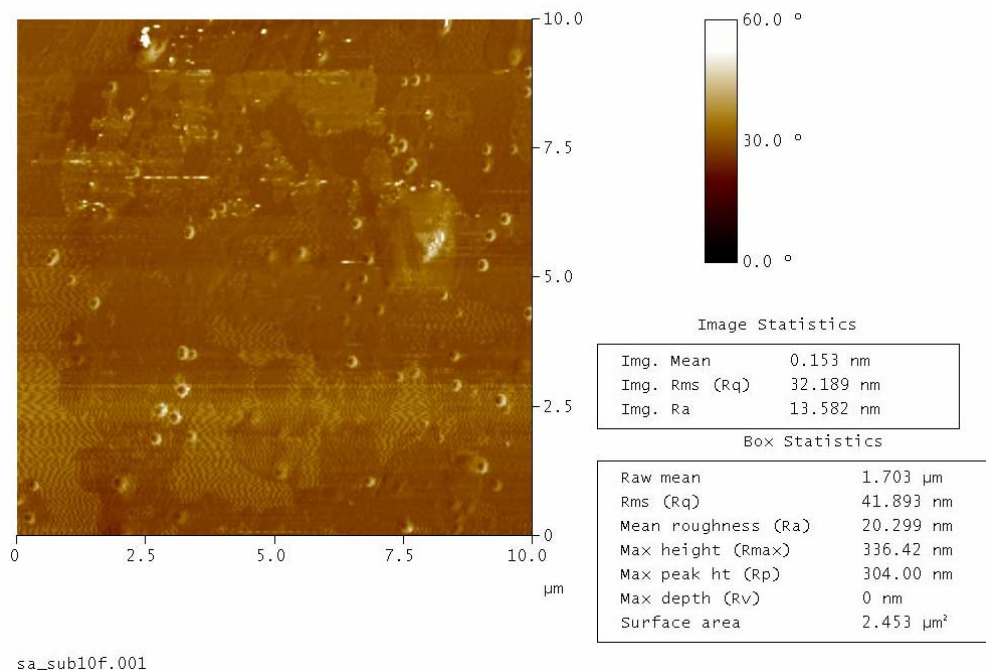 10.0
7.5
5.0
2.5
0
0 2.5 5.0 7.5 10.0
µm
60.0 °
30.0 °
0.0 °
Image Statistics
Img. Mean 0.153 nm
Img. Rms (Rq) 32.189 nm
Img. Ra 13.582 nm
Box Statistics
Raw mean 1.703 µm
Rms (Rq) 41.893 nm
Mean roughness (Ra) 20.299 nm
Max height (Rmax) 336.42 nm
Max peak ht (Rp) 304.00 nm
Max depth (Rv) 0 nm
Surface area 2.453 µm²
sa_sub10f.001